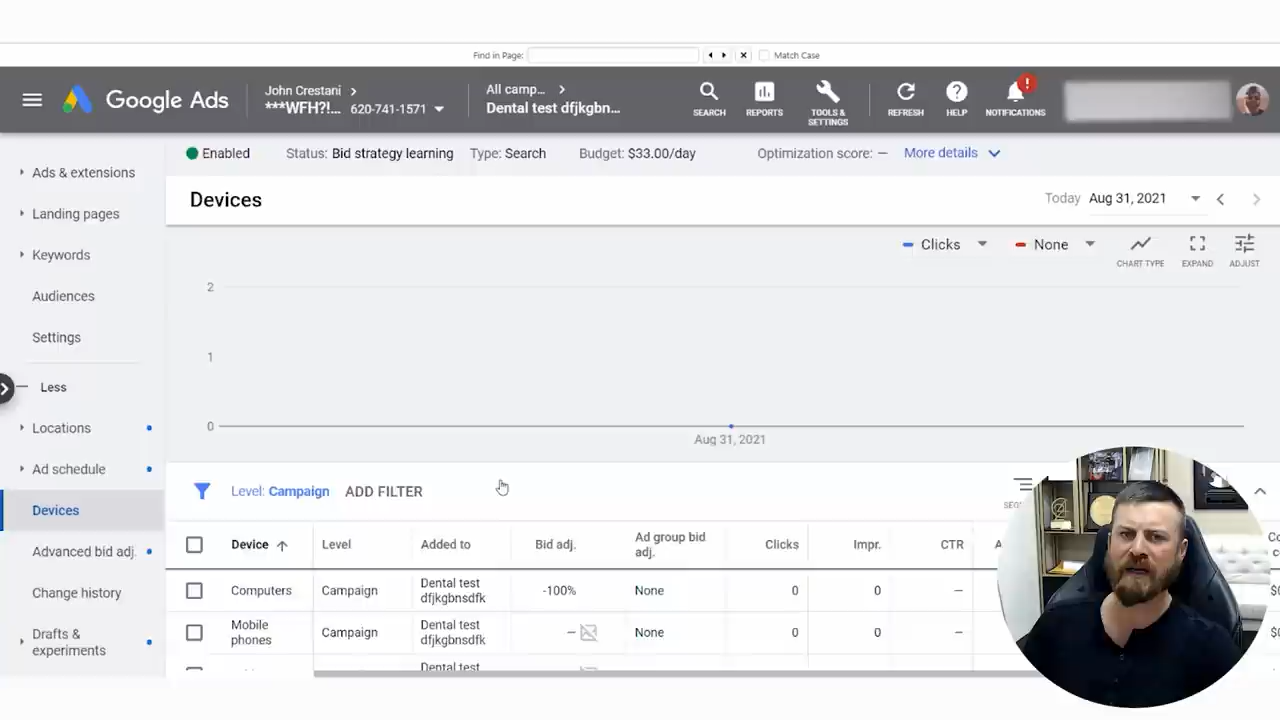 Find in Page:
Match Case
Google Ads
John Crestani
***WFH?!...
620-741-1571
All camp...
Dental test dfjkgbn...
SEARCH
REPORTS
TOOLS & SETTINGS
REFRESH
HELP
!
NOTIFICATIONS
Enabled
Status: Bid strategy learning
Type: Search
Budget: $33.00/day
Optimization score: —
More details
Ads & extensions
Landing pages
Keywords
Audiences
Settings
Less
Locations
Ad schedule
Devices
Advanced bid adj.
Change history
Drafts & experiments
Devices
Today Aug 31, 2021
Clicks
None
CHART TYPE
EXPAND
ADJUST
2
1
0
Aug 31, 2021
Level: Campaign
ADD FILTER
Device
Level
Added to
Bid adj.
Ad group bid adj.
Clicks
Impr.
CTR
Computers
Campaign
Dental test dfjkgbnsdfk
-100%
None
0
0
—
Mobile phones
Campaign
Dental test dfjkgbnsdfk
—
None
0
0
—
Dental test